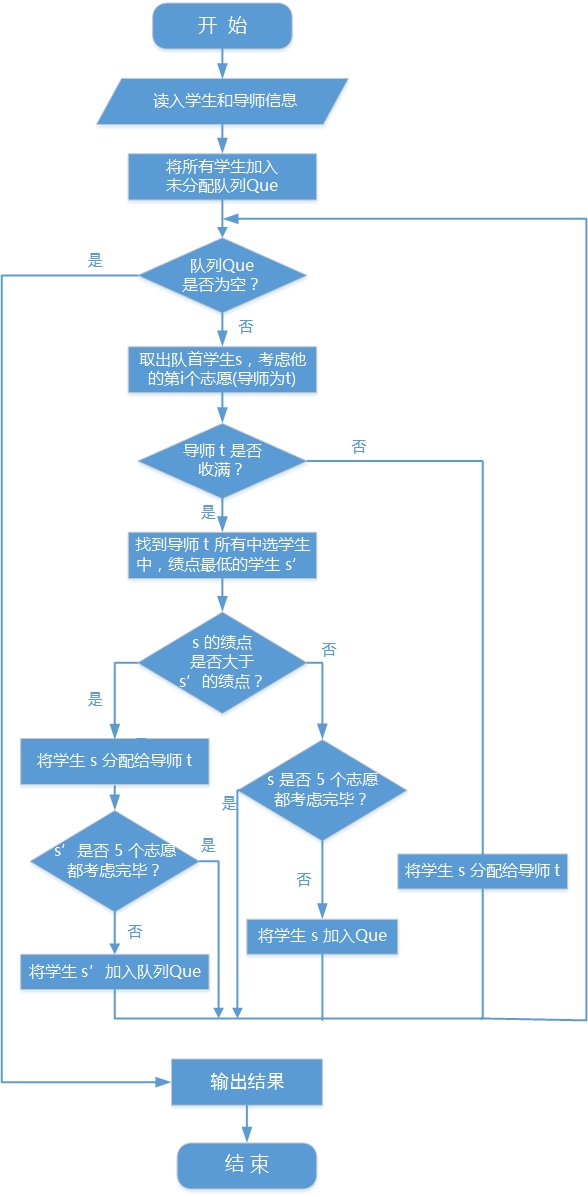 开 始
读入学生和导师信息
将所有学生加入
未分配队列Que
是
队列Que
是否为空？
否
取出队首学生s，考虑他
的第i个志愿(导师为t)
导师 t 是否
收满？
否
是
找到导师 t 所有中选学生
中，绩点最低的学生 s′
s 的绩点
是否大于
s′的绩点？
否
是
将学生 s 分配给导师 t
s 是否 5 个志愿
都考虑完毕？
是
s′是否 5 个志愿
都考虑完毕？
是
将学生 s 分配给导师 t
否
否
将学生 s 加入Que
将学生 s′加入队列Que
输出结果
结 束